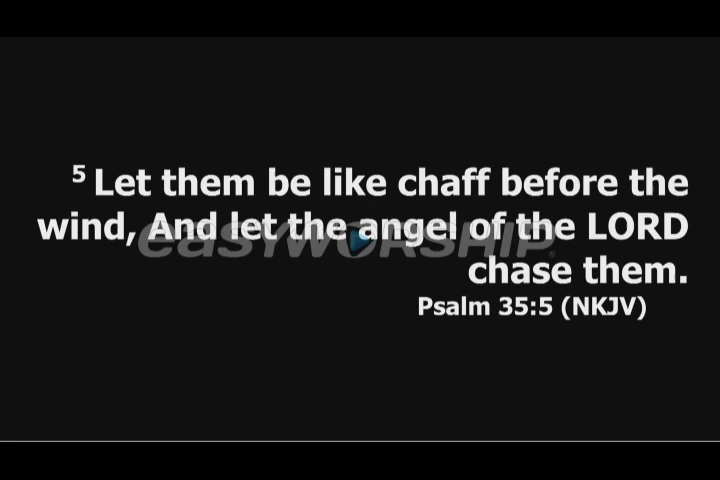 5 Let them be like chaff before the
wind, And let the angel of the LORD
EASYWORSHIP®
chase them.
Psalm 35:5 (NKJV)